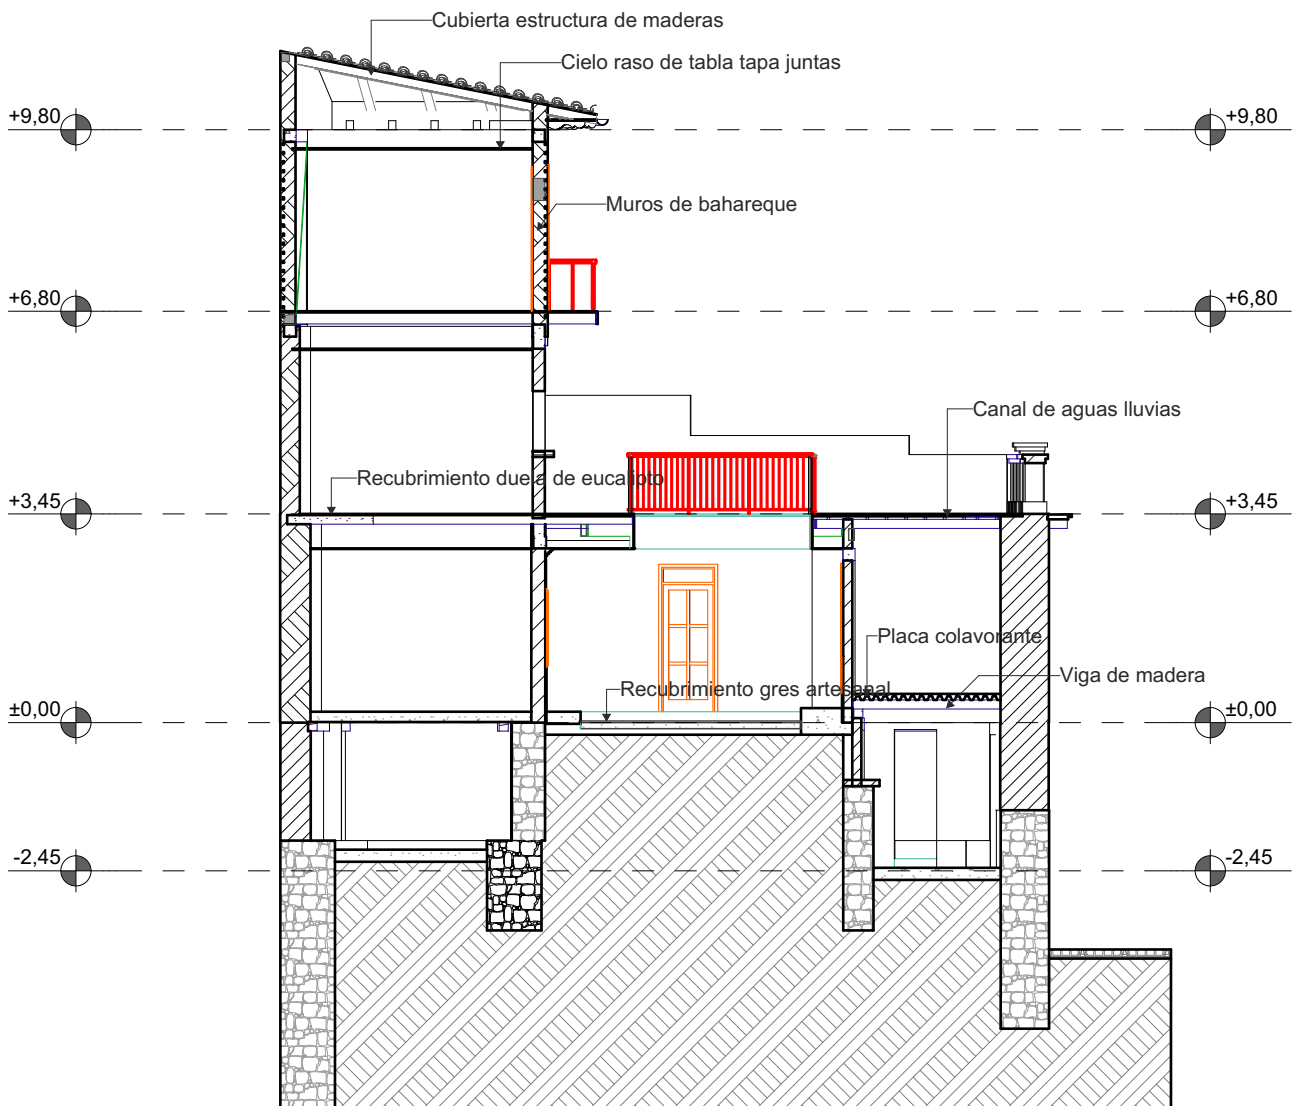 Cubierta estructura de maderas
Cielo raso de tabla tapa juntas
+9,80
+9,80
Muros de bahareque
+6,80
+6,80
Canal de aguas lluvias
Recubrimiento duela de eucalipto
+3,45
+3,45
Placa colavorante
Viga de madera
Recubrimiento gres artesanal
±0,00
±0,00
-2,45
-2,45